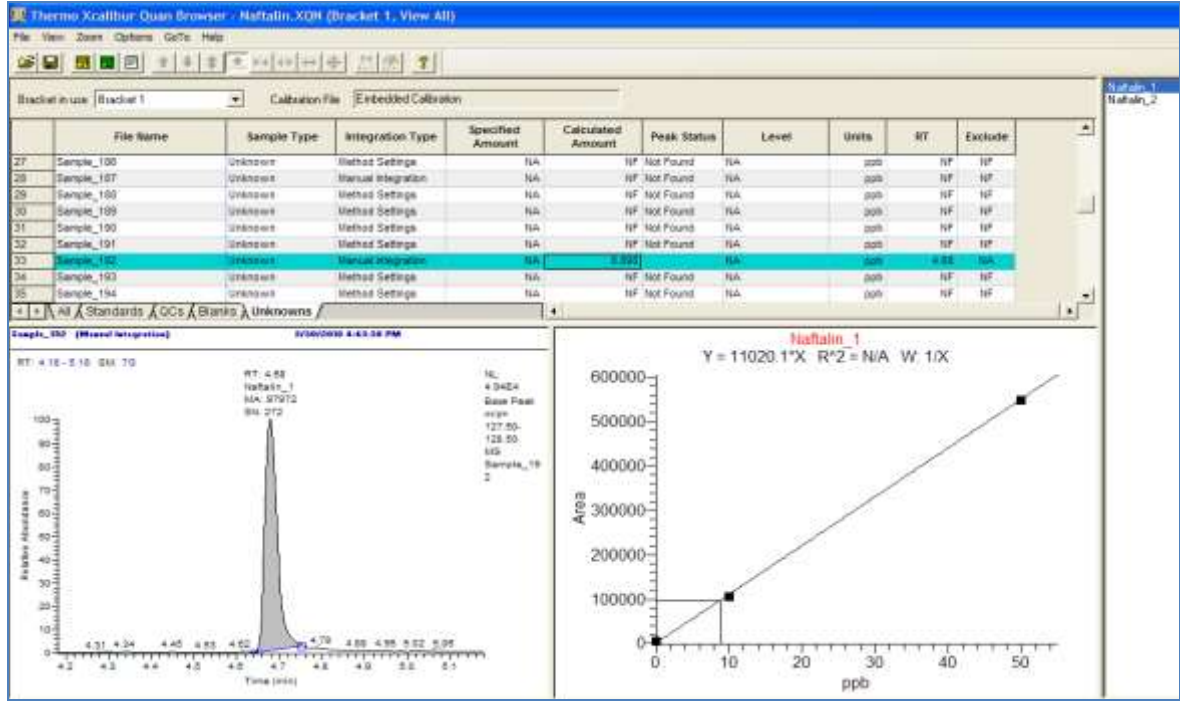 Thermo Xcalibur Quan Browser - Naftalin.XQN (Bracket 1, View All)
File View Zoom Options GoTo Help
Bracket in use Bracket 1 Calibration File Embedded Calibration
Naftalin_1
Naftalin_2
File Name Sample Type Integration Type Specified Amount Calculated Amount Peak Status Level Units RT Exclude
27 Sample_186 Unknown Method Settings NA NF Not Found NA ppb NF NF
28 Sample_187 Unknown Manual Integration NA NF Not Found NA ppb NF NF
29 Sample_188 Unknown Method Settings NA NF Not Found NA ppb NF NF
30 Sample_189 Unknown Method Settings NA NF Not Found NA ppb NF NF
31 Sample_190 Unknown Method Settings NA NF Not Found NA ppb NF NF
32 Sample_191 Unknown Method Settings NA NF Not Found NA ppb NF NF
33 Sample_192 Unknown Manual Integration NA NA ppb 4.68 NA
34 Sample_193 Unknown Method Settings NA NF Not Found NA ppb NF NF
35 Sample_194 Unknown Method Settings NA NF Not Found NA ppb NF NF
All Standards QCs Blanks Unknowns
Sample_192 (Manual Integration) 4:43:36 PM
RT: 4.18 - 5.18 SM: 7G
RT: 4.68
Naftalin_1
MA: 97972
SN: 272
NL:
4.94E4
Base Peak
127.50-
128.50
MS
Sample_19
2
100
90
80
70
60
50
40
30
20
10
0
Relative Abundance
4.31 4.34 4.45 4.53 4.62 4.79 4.88 4.95 5.02 5.06
4.2 4.3 4.4 4.5 4.6 4.7 4.8 4.9 5.0 5.1
Time (min)
Naftalin_1
Y = 11020.1*X R^2 = N/A W: 1/X
600000
500000
400000
300000
200000
100000
0
Area
0 10 20 30 40 50
ppb